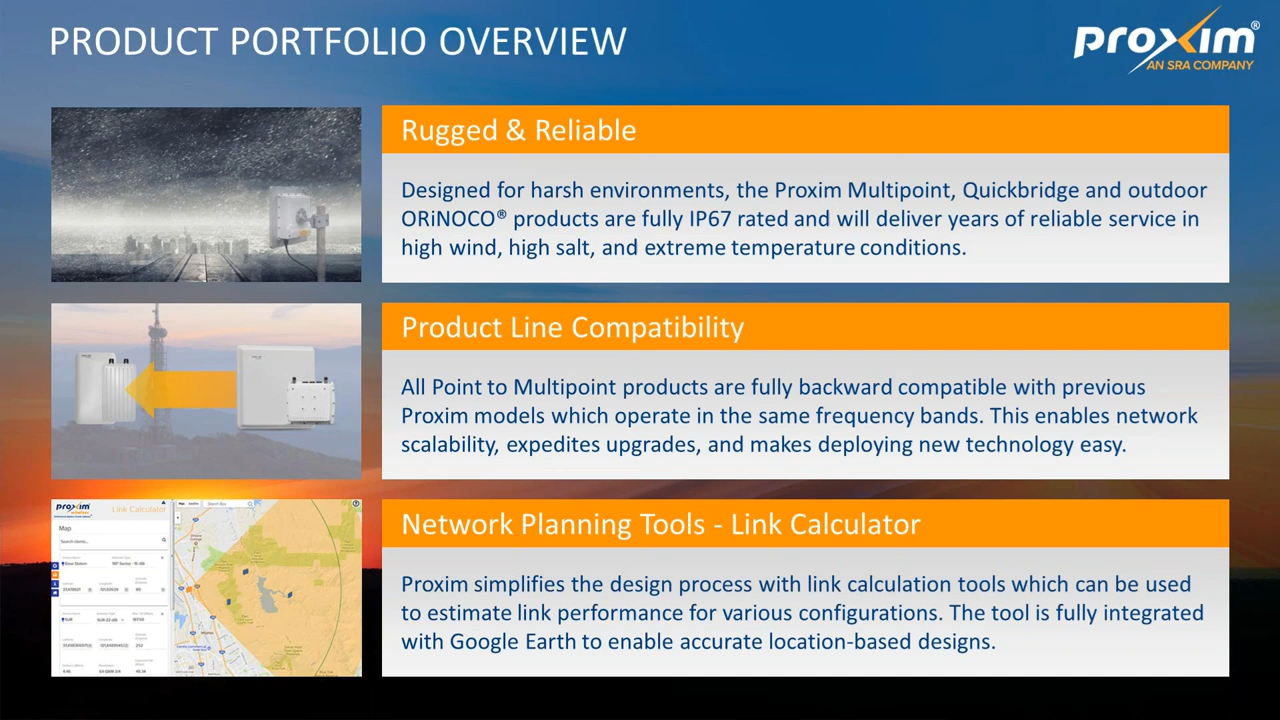 PRODUCT PORTFOLIO OVERVIEW
proxim®
AN SRA COMPANY
Rugged & Reliable
Designed for harsh environments, the Proxim Multipoint, Quickbridge and outdoor
ORiNOCO® products are fully IP67 rated and will deliver years of reliable service in
high wind, high salt, and extreme temperature conditions.
Product Line Compatibility
All Point to Multipoint products are fully backward compatible with previous
Proxim models which operate in the same frequency bands. This enables network
scalability, expedites upgrades, and makes deploying new technology easy.
proxim
Link Calculator
Map
Network Planning Tools - Link Calculator
Proxim simplifies the design process with link calculation tools which can be used
to estimate link performance for various configurations. The tool is fully integrated
with Google Earth to enable accurate location-based designs.